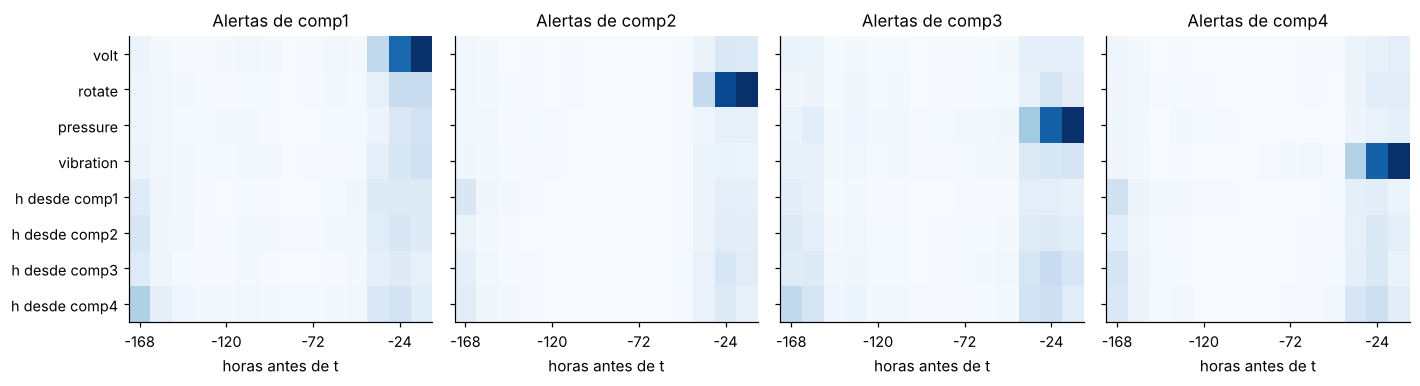 Alertas de comp1
Alertas de comp2
Alertas de comp3
Alertas de comp4
volt
rotate
pressure
vibration
h desde comp1
h desde comp2
h desde comp3
h desde comp4
-168 -120 -72 -24
-168 -120 -72 -24
-168 -120 -72 -24
-168 -120 -72 -24
horas antes de t
horas antes de t
horas antes de t
horas antes de t